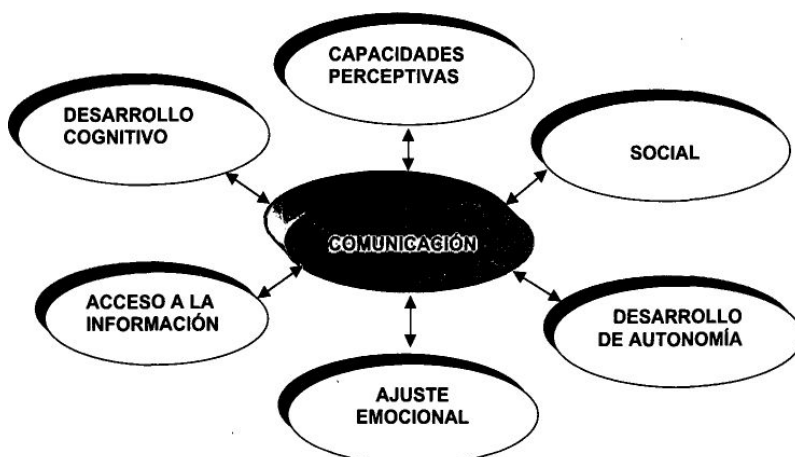 CAPACIDADES
PERCEPTIVAS
DESARROLLO
COGNITIVO
SOCIAL
COMUNICACIÓN
ACCESO A LA
INFORMACIÓN
DESARROLLO
DE AUTONOMÍA
AJUSTE
EMOCIONAL